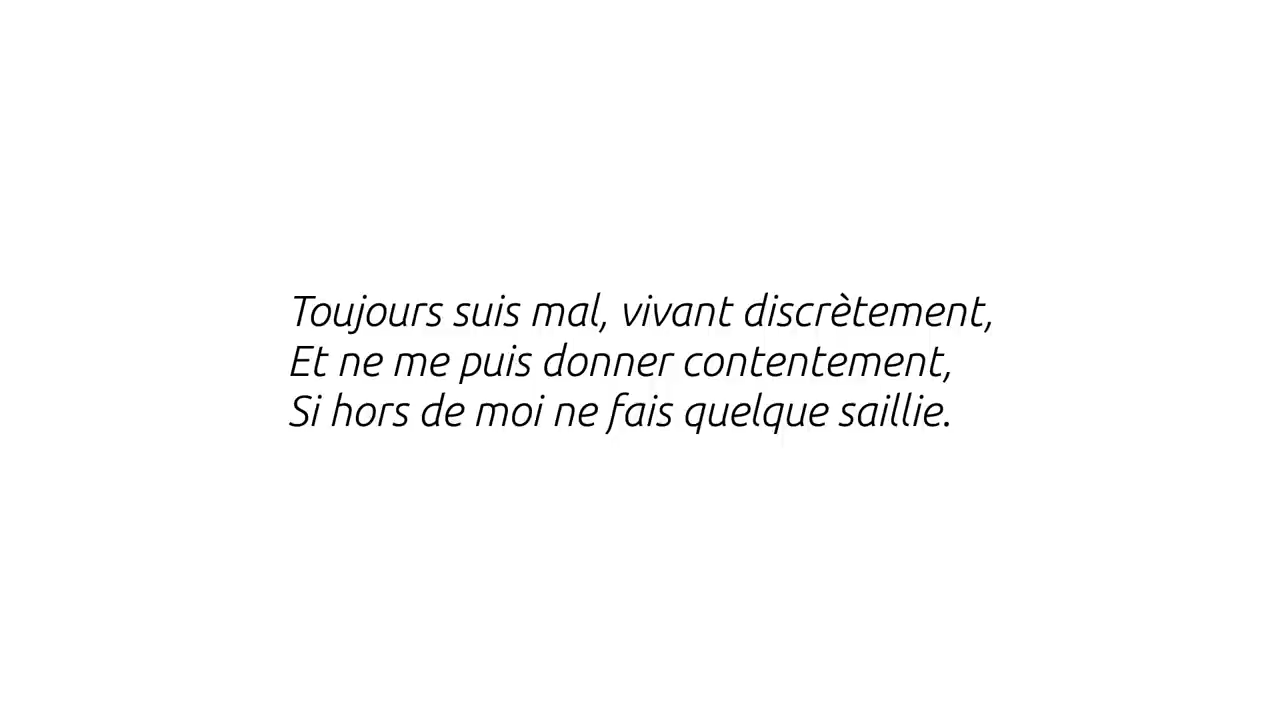 Toujours suis mal, vivant discrètement,
Et ne me puis donner contentement,
Si hors de moi ne fais quelque saillie.